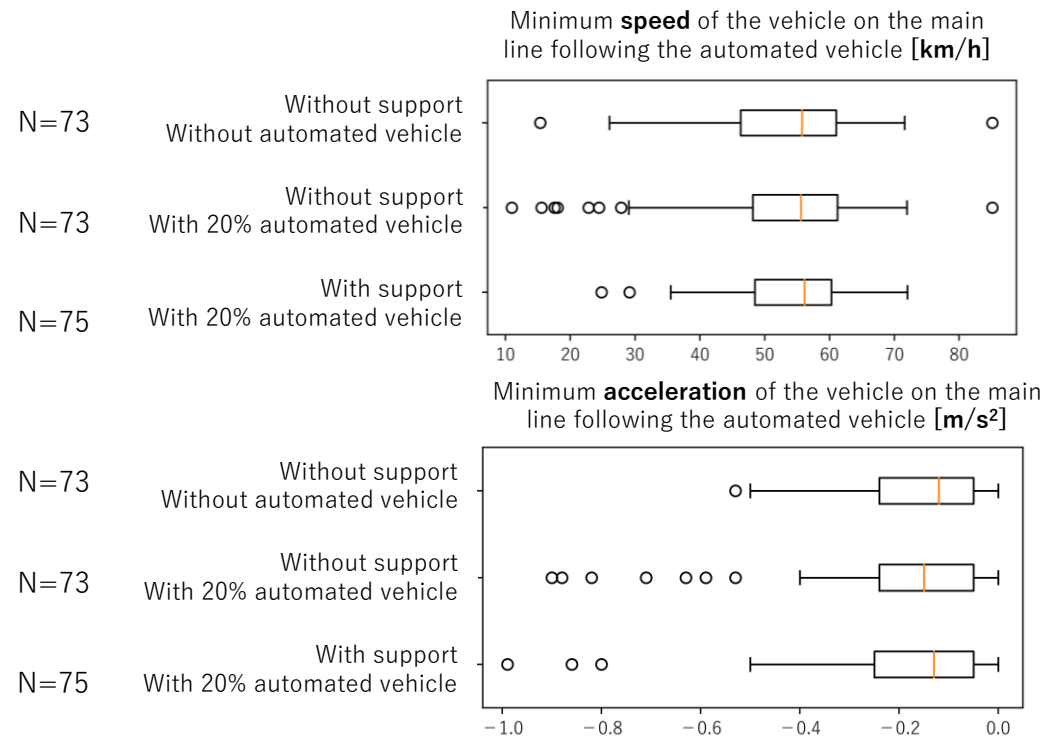 Minimum speed of the vehicle on the main
line following the automated vehicle [km/h]
N=73
Without support
Without automated vehicle
N=73
Without support
With 20% automated vehicle
N=75
With support
With 20% automated vehicle
10 20 30 40 50 60 70 80
Minimum acceleration of the vehicle on the main
line following the automated vehicle [m/s²]
N=73
Without support
Without automated vehicle
N=73
Without support
With 20% automated vehicle
N=75
With support
With 20% automated vehicle
−1.0 −0.8 −0.6 −0.4 −0.2 0.0